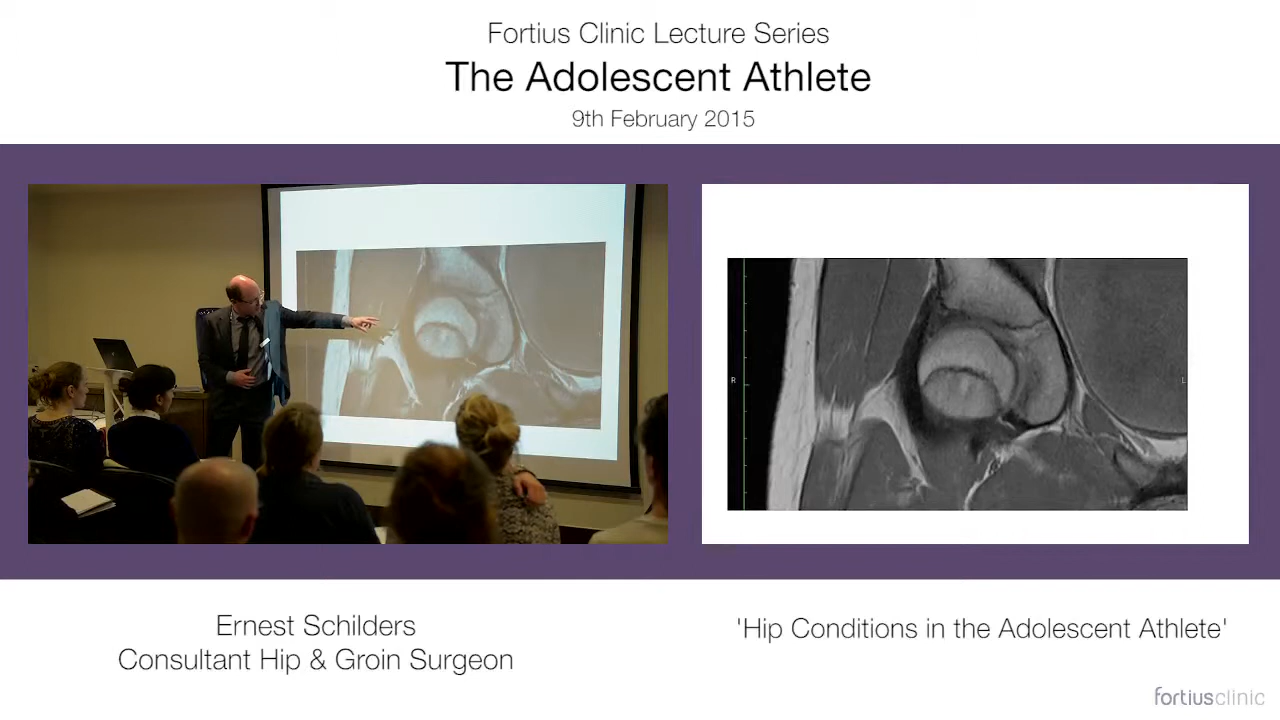 Fortius Clinic Lecture Series
The Adolescent Athlete
9th February 2015
R
L
Ernest Schilders
Consultant Hip & Groin Surgeon
'Hip Conditions in the Adolescent Athlete'
fortiusclinic